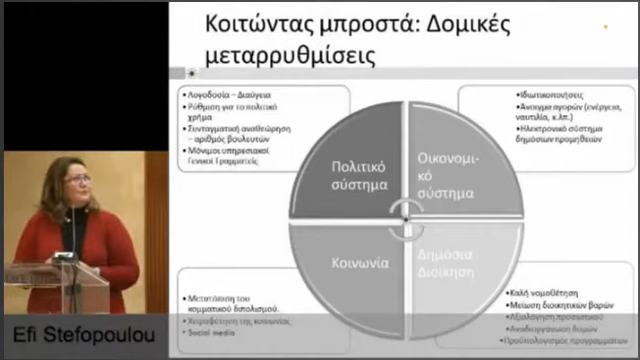 Κοιτώντας μπροστά: Δομικές
μεταρρυθμίσεις
•Λογοδοσία – Διαύγεια
•Ρύθμιση για το πολιτικό
χρήμα
•Συνταγματική αναθεώρηση
– αριθμός βουλευτών
•Μόνιμοι υπηρεσιακοί
Γενικοί Γραμματείς
•Ιδιωτικοποιήσεις
•Άνοιγμα αγορών (ενέργεια,
ναυτιλία, κ.λπ.)
•Ηλεκτρονικό σύστημα
δημόσιων προμηθειών
Πολιτικό
σύστημα
Οικονομι-
κό
σύστημα
Κοινωνία
Δημόσια
Διοίκηση
•Μετατόπιση του
κομματικού διπολισμού.
•Χειραφέτηση της κοινωνίας
•Social media
•Καλή νομοθέτηση
•Μείωση διοικητικών βαρών
•Αξιολόγηση προσωπικού
•Αναδιοργάνωση δομών
•Προϋπολογισμός προγραμμάτων
Efi Stefopoulou